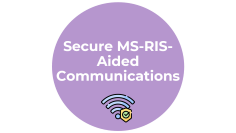 Secure MS-RIS-
Aided
Communications